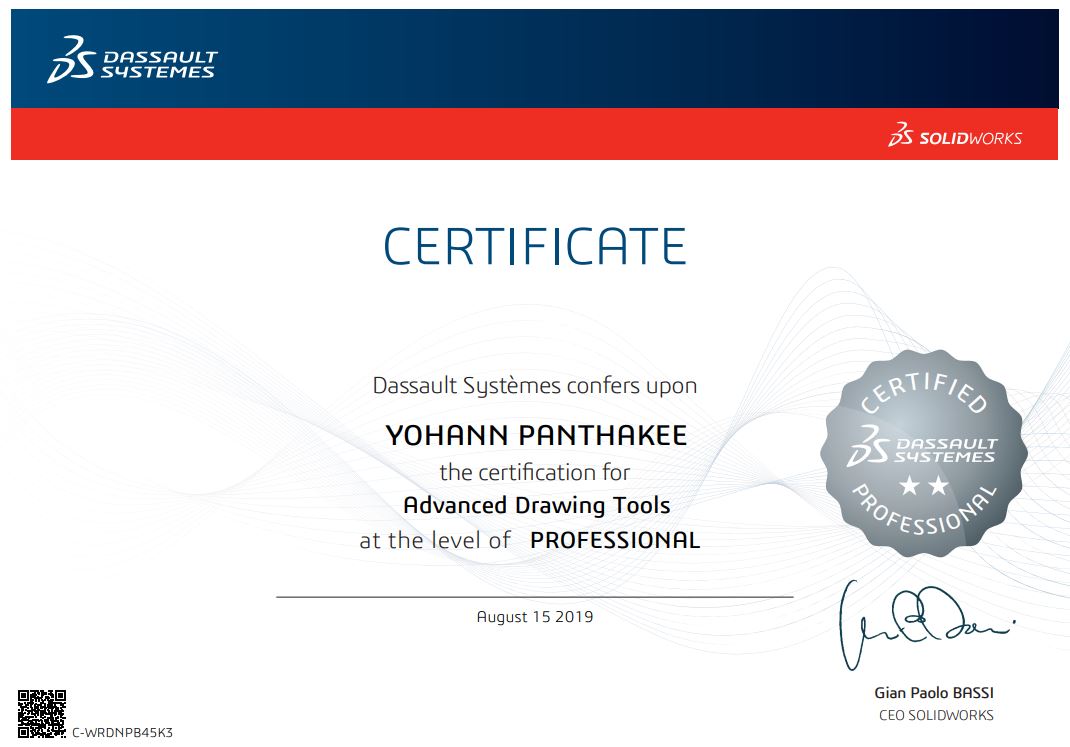 DASSAULT
SYSTEMES
SOLIDWORKS
CERTIFICATE
Dassault Systèmes confers upon
YOHANN PANTHAKEE
the certification for
Advanced Drawing Tools
at the level of PROFESSIONAL
August 15 2019
CERTIFIED
DASSAULT
SYSTEMES
PROFESSIONAL
Gian Paolo BASSI
CEO SOLIDWORKS
C-WRDNPB45K3